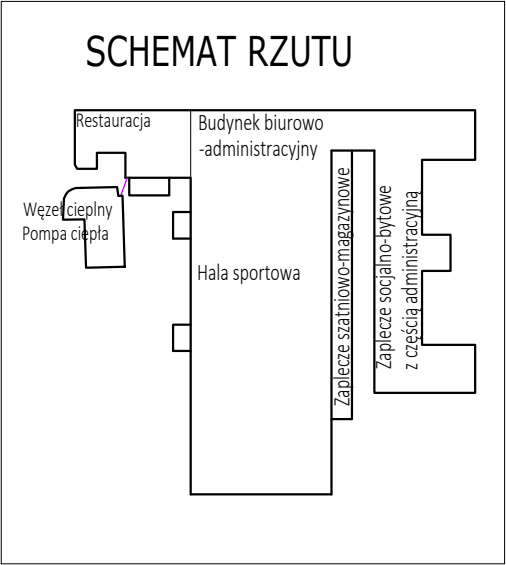 SCHEMAT RZUTU
Restauracja
Budynek biurowo
-administracyjny
Węzeł cieplny
Pompa ciepła
Hala sportowa
Zaplecze szatniowo-magazynowe
Zaplecze socjalno-bytowe
z częścią administracyjną